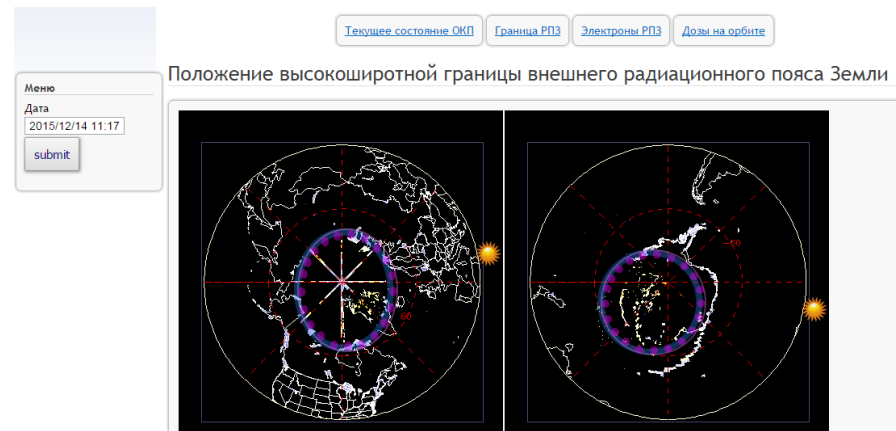 Текущее состояние ОКП
Граница РПЗ
Электроны РПЗ
Дозы на орбите
Положение высокоширотной границы внешнего радиационного пояса Земли
Меню
Дата
2015/12/14 11:17
submit
60
-60